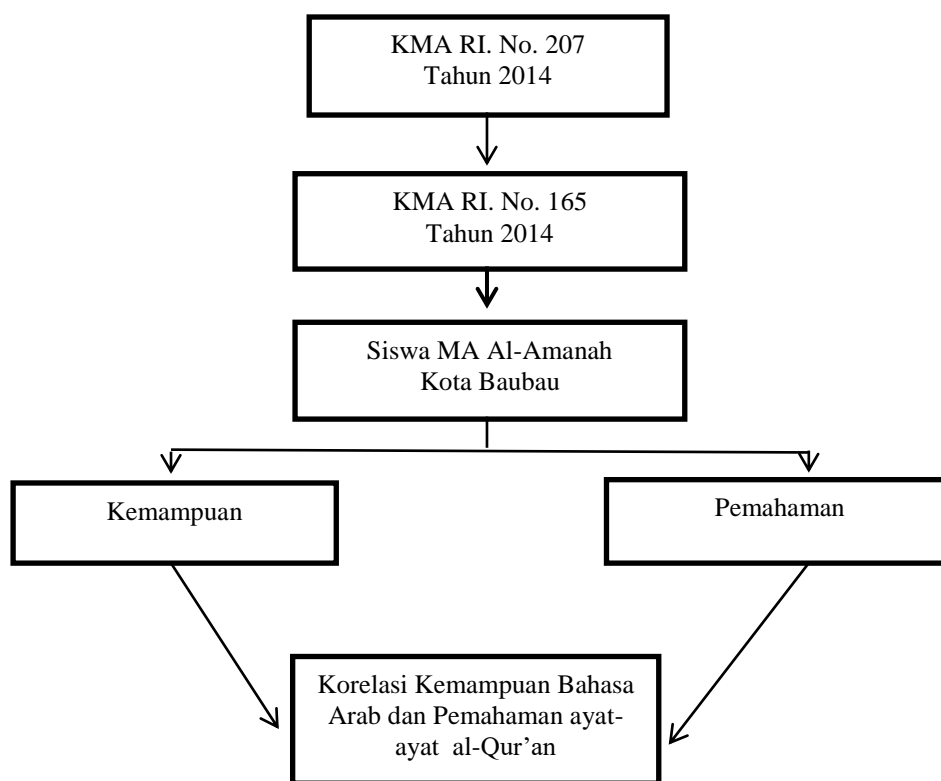 KMA RI. No. 207
Tahun 2014
KMA RI. No. 165
Tahun 2014
Siswa MA Al-Amanah
Kota Baubau
Kemampuan
Pemahaman
Korelasi Kemampuan Bahasa
Arab dan Pemahaman ayat-
ayat al-Qur’an